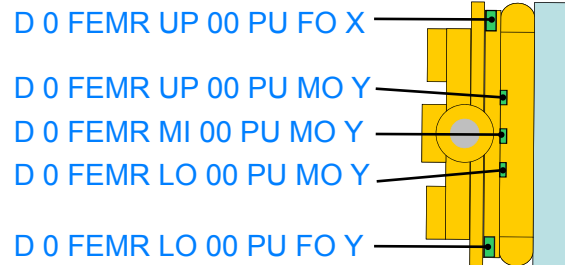 D 0 FEMR UP 00 PU FO X
D 0 FEMR UP 00 PU MO Y
D 0 FEMR MI 00 PU MO Y
D 0 FEMR LO 00 PU MO Y
D 0 FEMR LO 00 PU FO Y